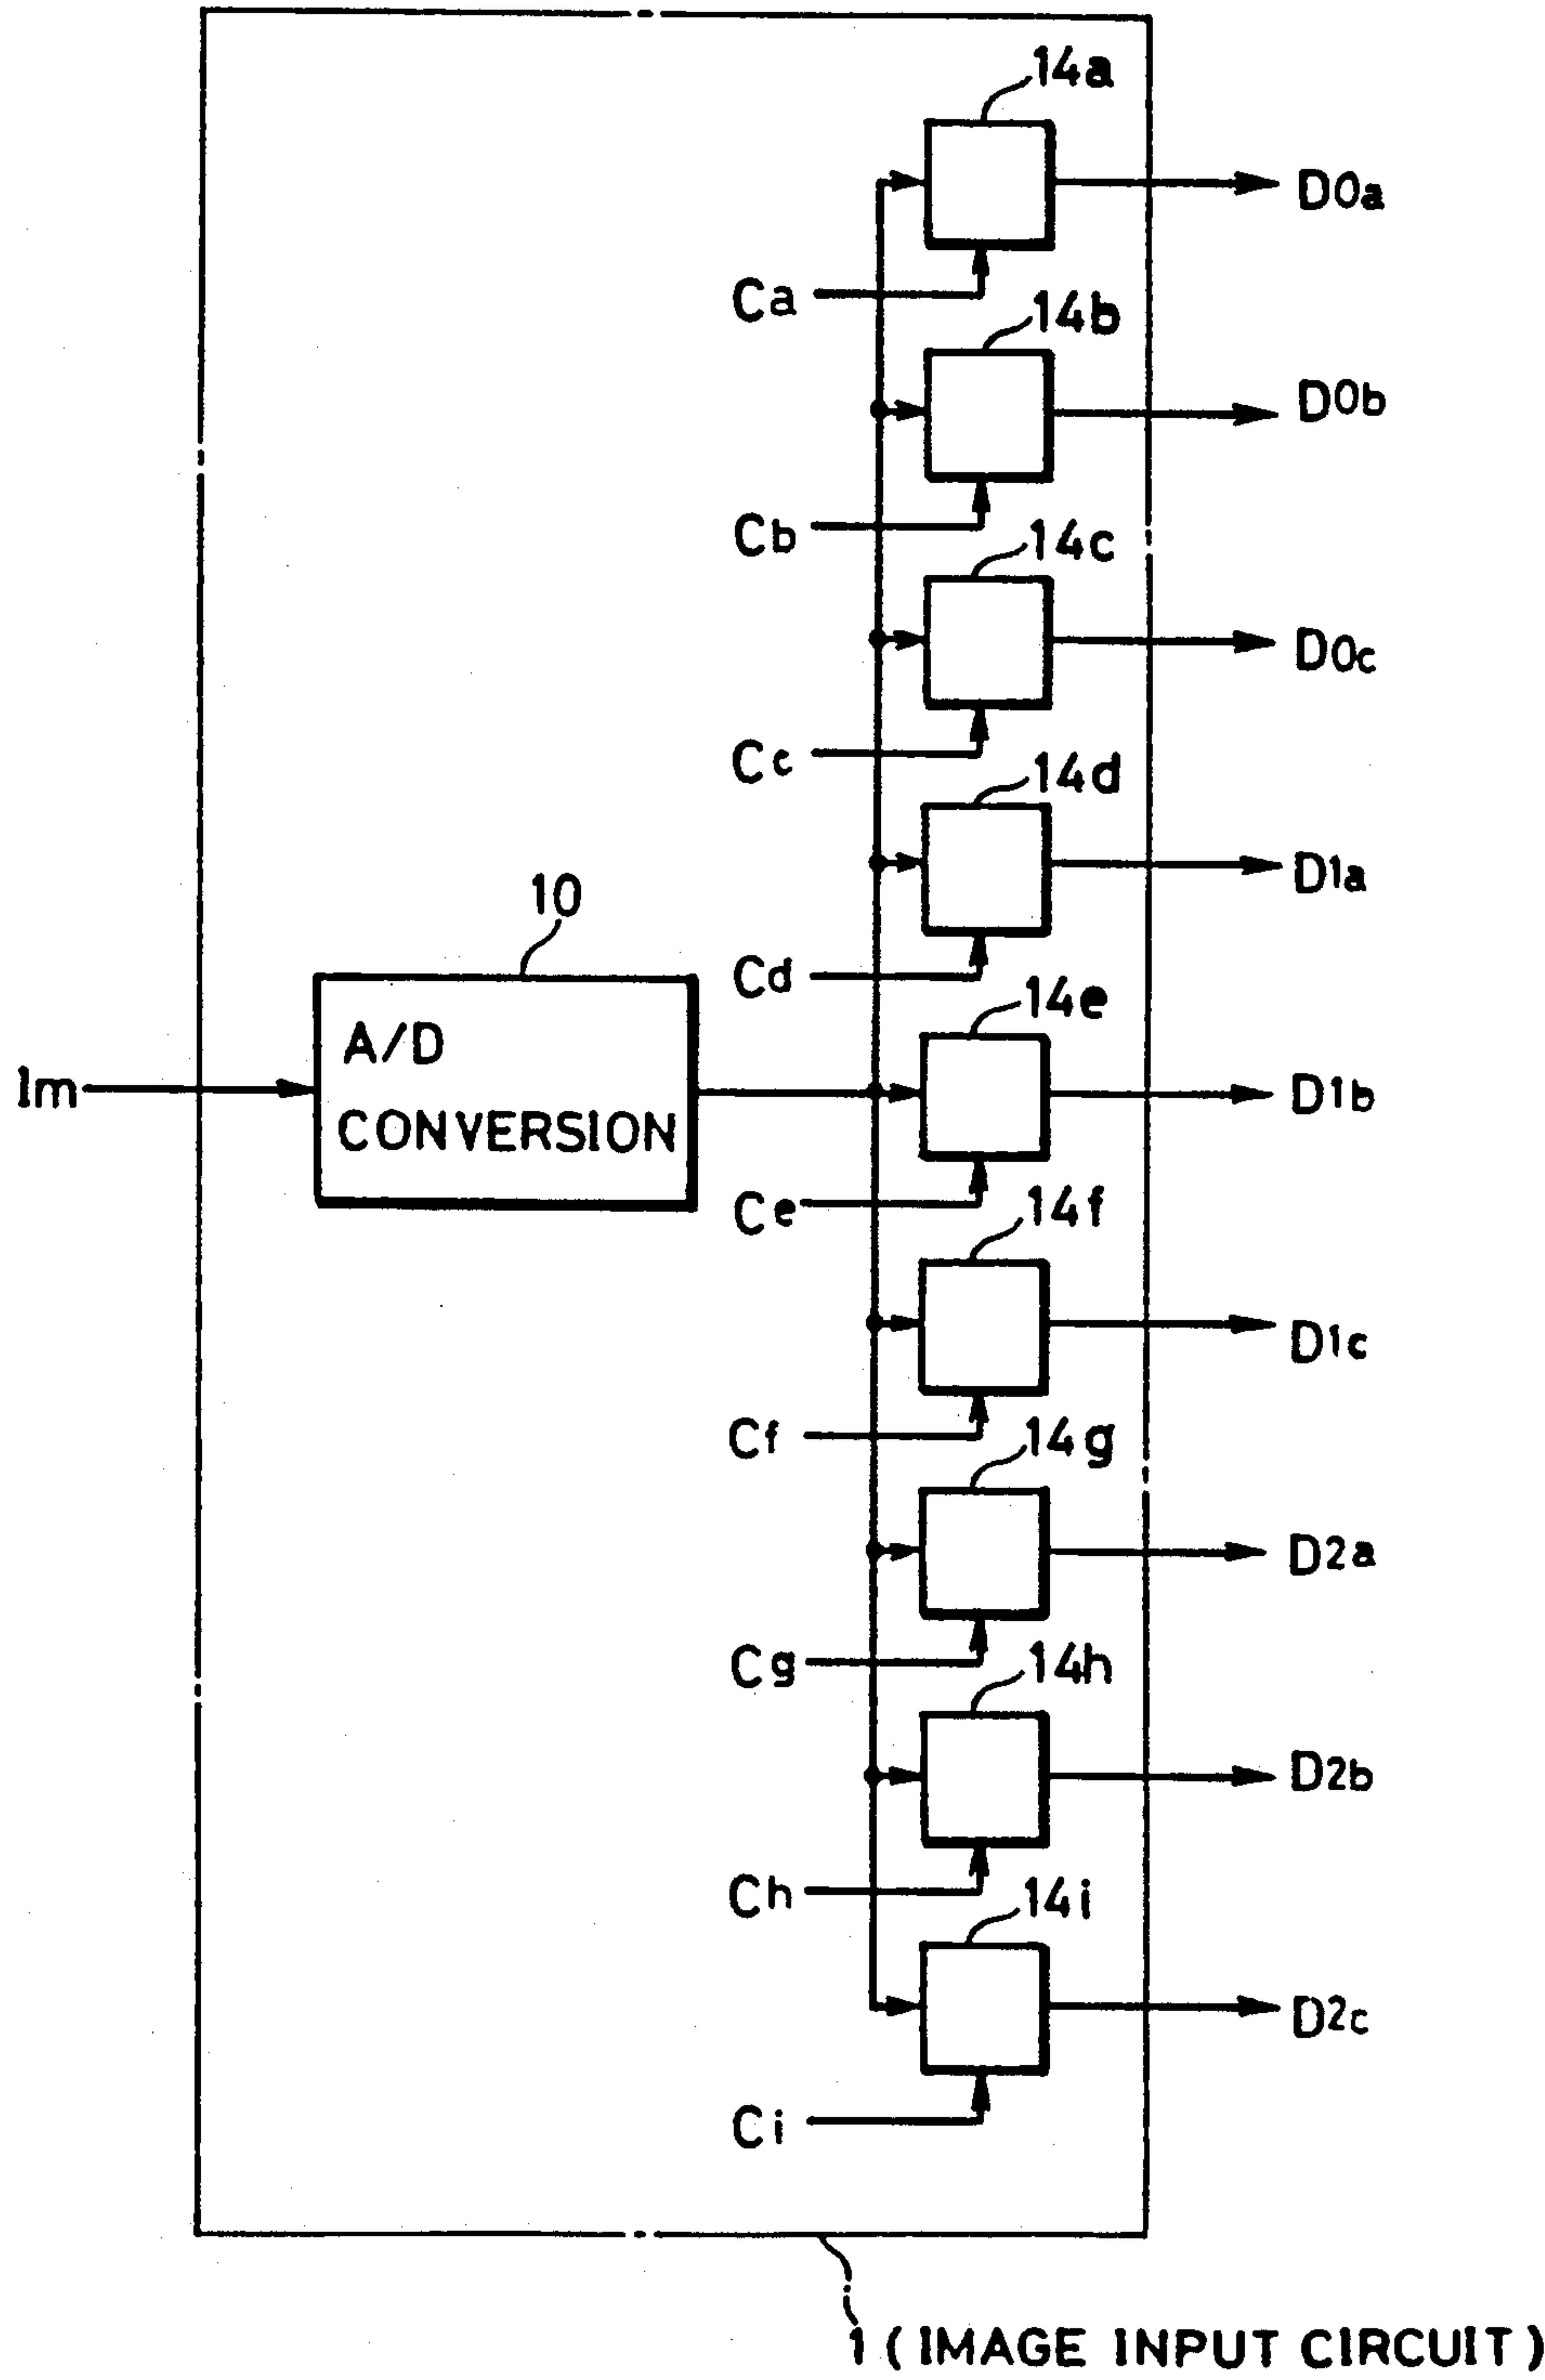 14a
D0a
Ca
14b
D0b
Cb
14c
D0c
Cc
14d
D1a
10
Cd
14e
A/D
CONVERSION
Im
D1b
Ce
14f
D1c
Cf
14g
D2a
Cg
14h
D2b
Ch
14i
D2c
Ci
1 (IMAGE INPUT CIRCUIT)